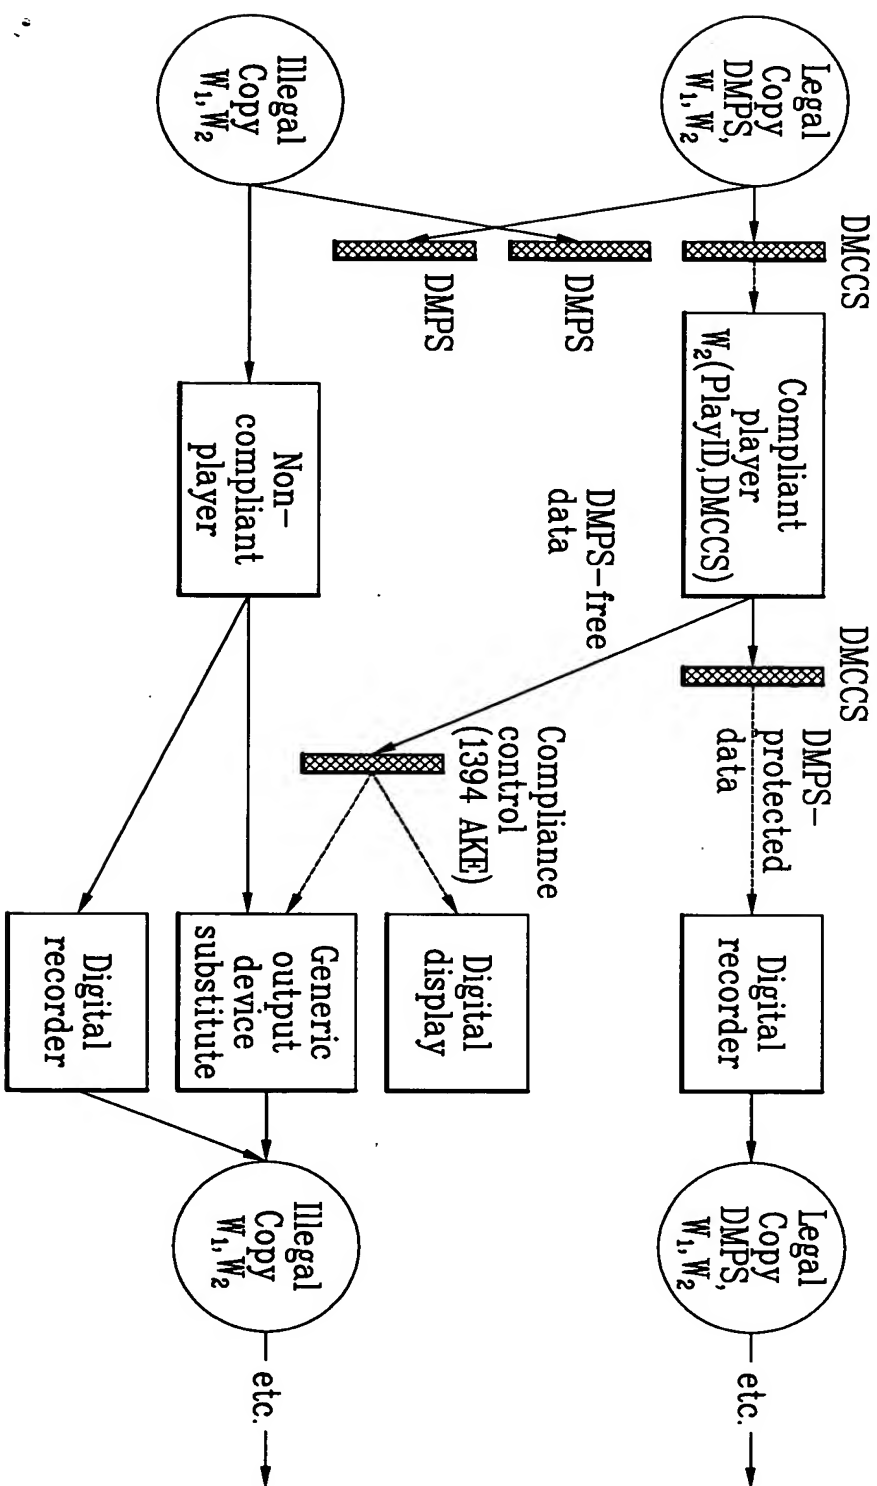 Legal
Copy
DMPS,
W₁, W₂
DMCCS
Compliant
player
W₂(PlayID,DMCCS)
DMCCS
DMPS-
protected
data
Digital
recorder
Legal
Copy
DMPS,
W₁, W₂
etc.
DMPS
DMPS
DMPS-free
data
Compliance
control
(1394 AKE)
Digital
display
Illegal
Copy
W₁, W₂
Non-
compliant
player
Generic
output
device
substitute
Digital
recorder
Illegal
Copy
W₁, W₂
etc.